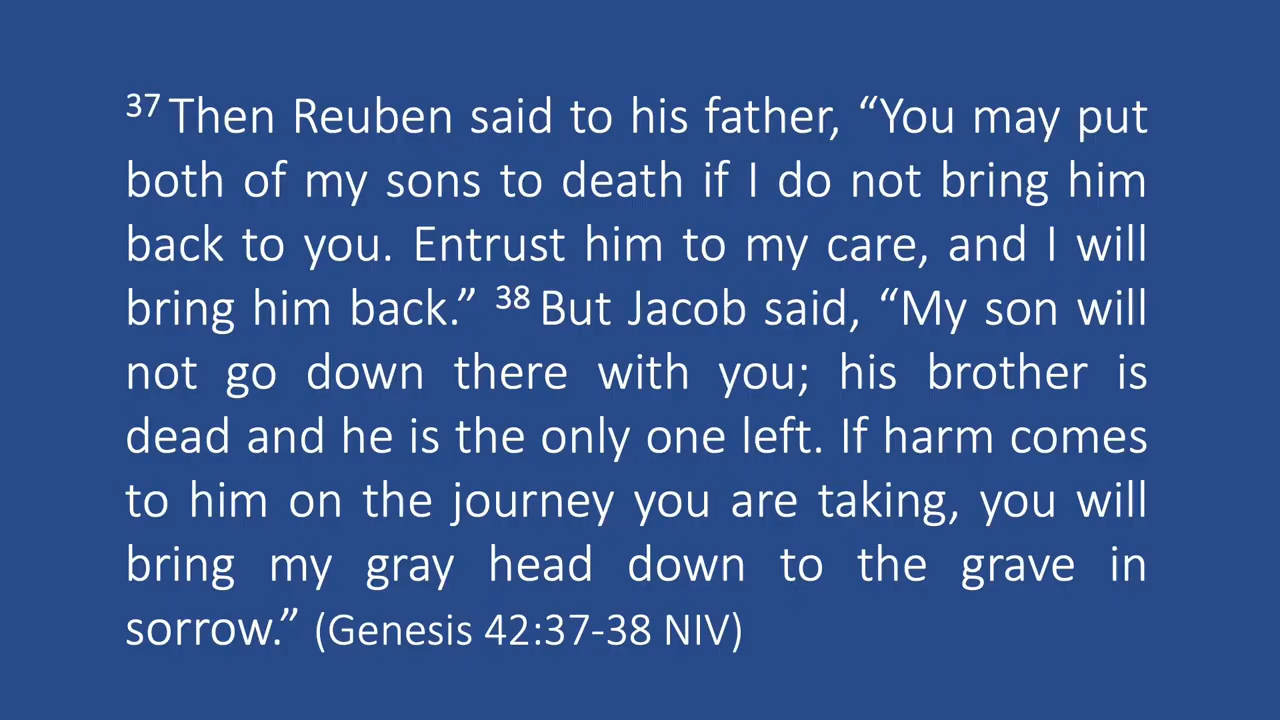 37 Then Reuben said to his father, “You may put
both of my sons to death if I do not bring him
back to you. Entrust him to my care, and I will
bring him back.” 38 But Jacob said, “My son will
not go down there with you; his brother is
dead and he is the only one left. If harm comes
to him on the journey you are taking, you will
bring my gray head down to the grave in
sorrow.” (Genesis 42:37-38 NIV)